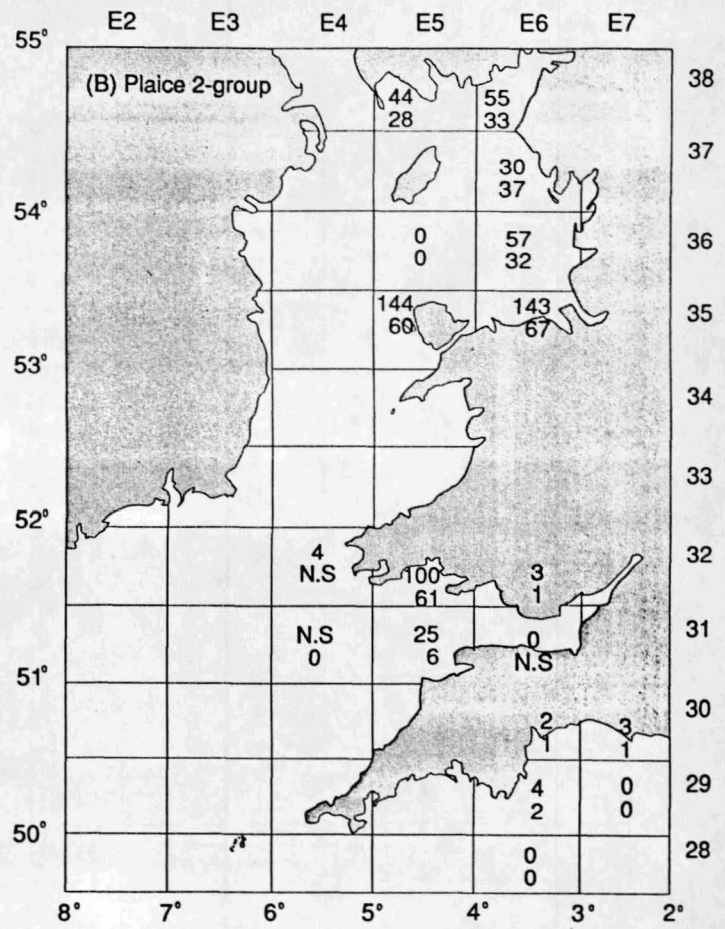 E2 E3 E4 E5 E6 E7
55°
(B) Plaice 2-group
38
44 55
28 33
37
30
37
54°
0 57 36
0 32
144 143 35
60 67
53°
34
33
52°
4 32
N.S 100 3
61 1
N.S 25 0 31
0 6 N.S
51°
30
2 3
1 1
4 0 29
2 0
50°
0 28
0
8° 7° 6° 5° 4° 3° 2°